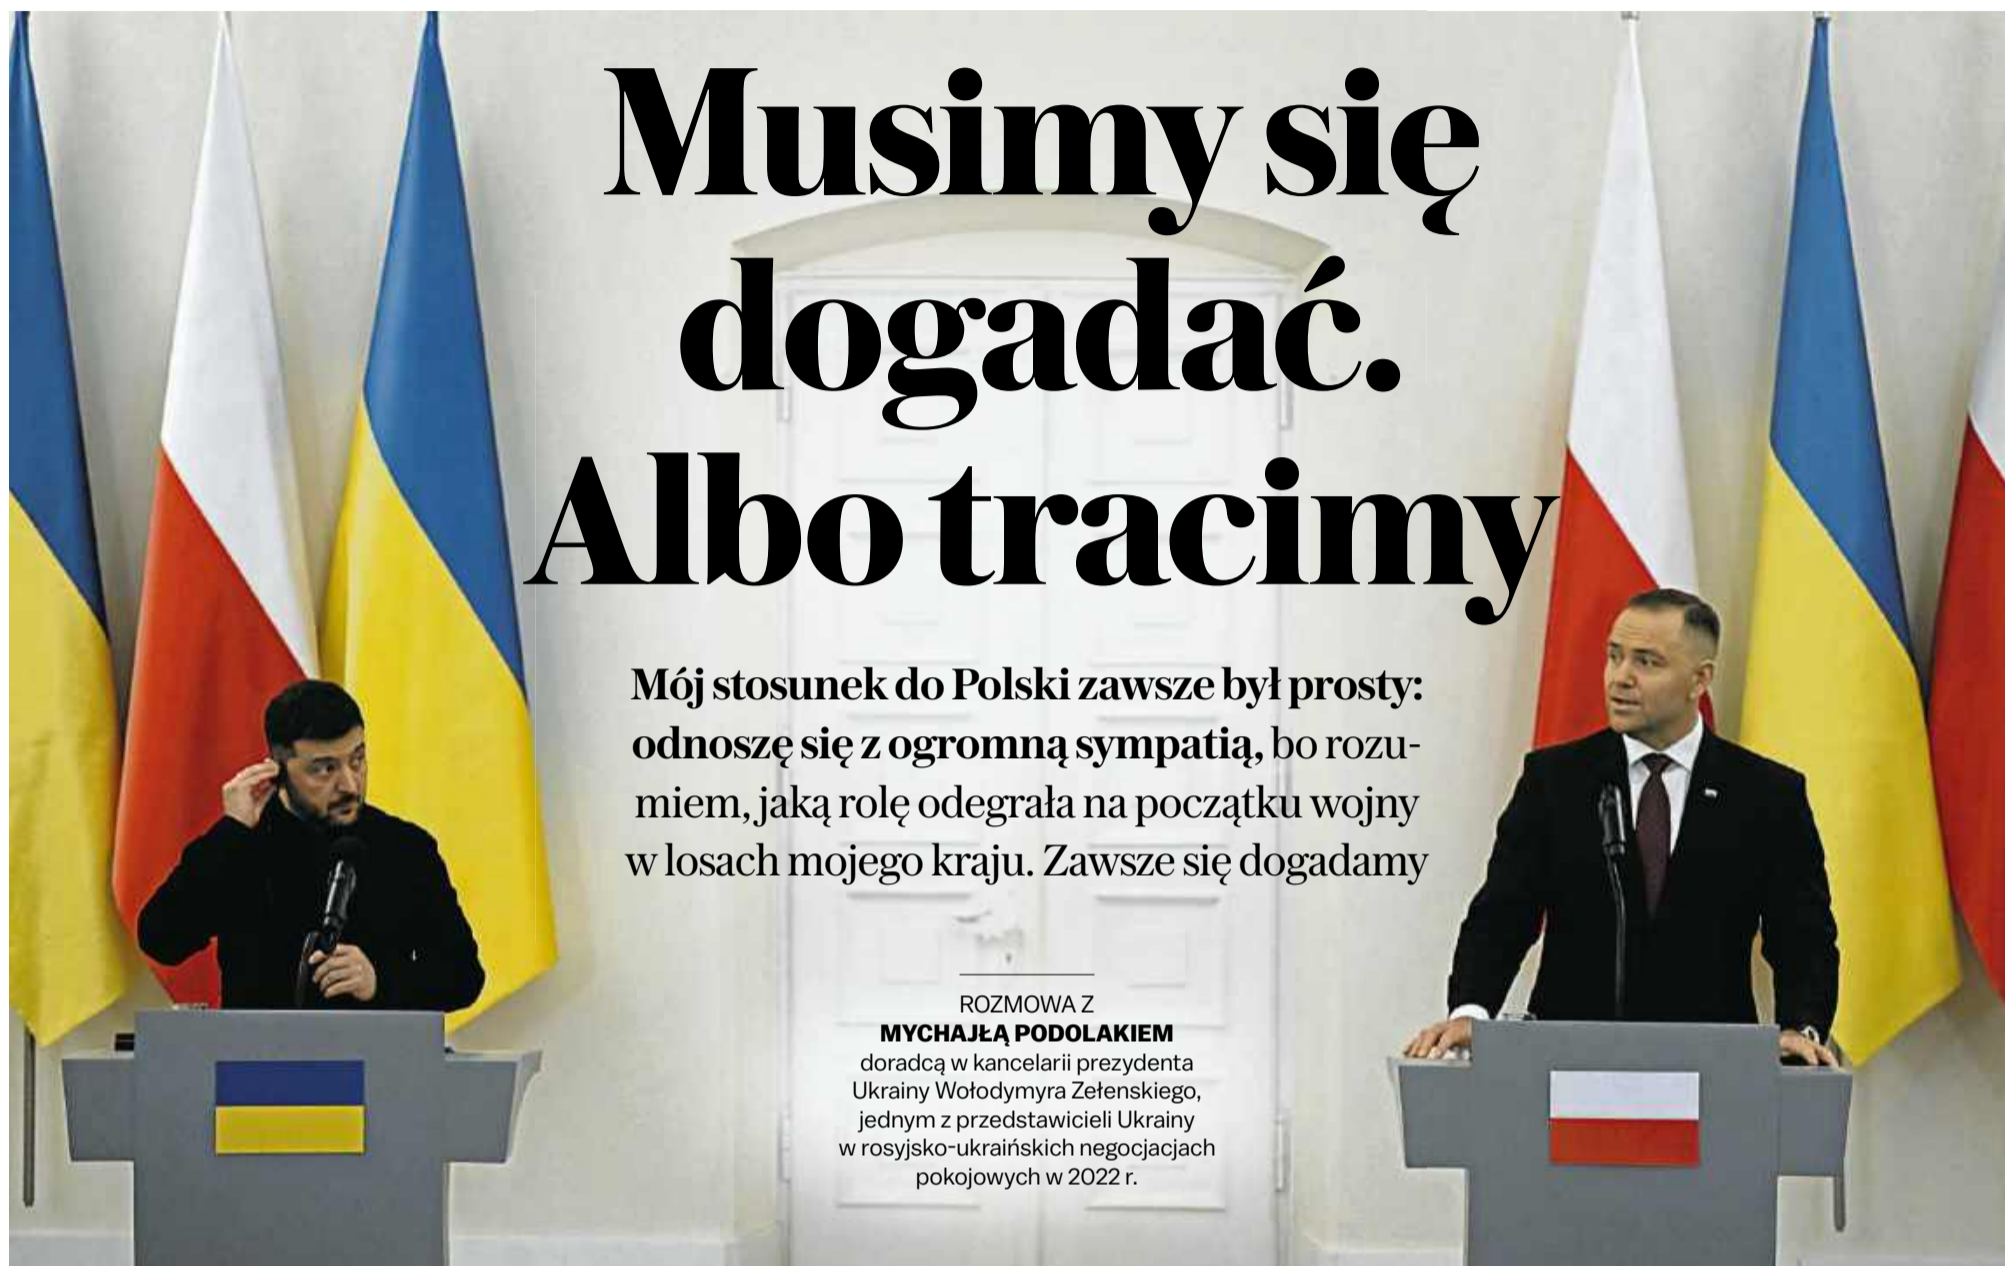 Musimy się
dogadać.
Albo tracimy
Mój stosunek do Polski zawsze był prosty:
odnoszę się z ogromną sympatią, bo rozu-
miem, jaką rolę odegrała na początku wojny
w losach mojego kraju. Zawsze się dogadamy
ROZMOWA Z
MYCHAJŁĄ PODOLAKIEM
doradcą w kancelarii prezydenta
Ukrainy Wołodymyra Zełenskiego,
jednym z przedstawicieli Ukrainy
w rosyjsko-ukraińskich negocjacjach
pokojowych w 2022 r.